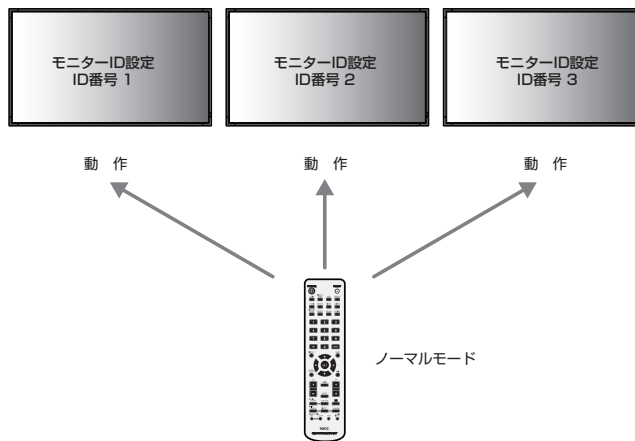 モニターID設定
ID番号 1
モニターID設定
ID番号 2
モニターID設定
ID番号 3
動 作
動 作
動 作
ノーマルモード
NEC